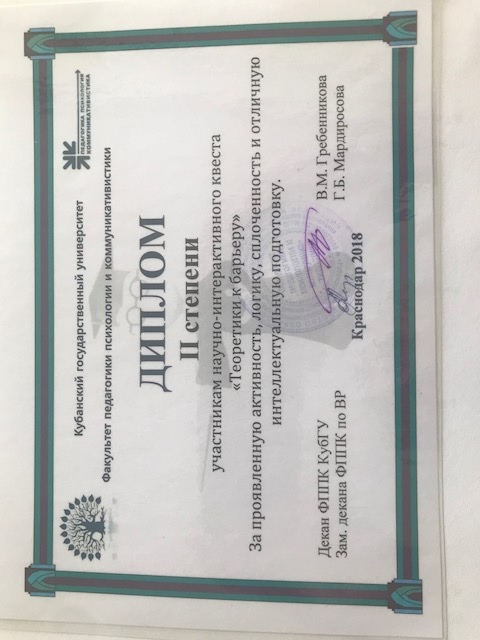 Кубанский государственный университет
Факультет педагогики психологии и коммуникативистики
ПЕДАГОГИКА ПСИХОЛОГИЯ
КОММУНИКАТИВИСТИКА
ДИПЛОМ
II степени
участникам научно-интерактивного квеста
«Теоретики к барьеру»
За проявленную активность, логику, сплоченность и отличную
интеллектуальную подготовку.
Декан ФППК КубГУ В.М. Гребенникова
Зам. декана ФППК по ВР Г.Б. Мардиросова
Краснодар 2018